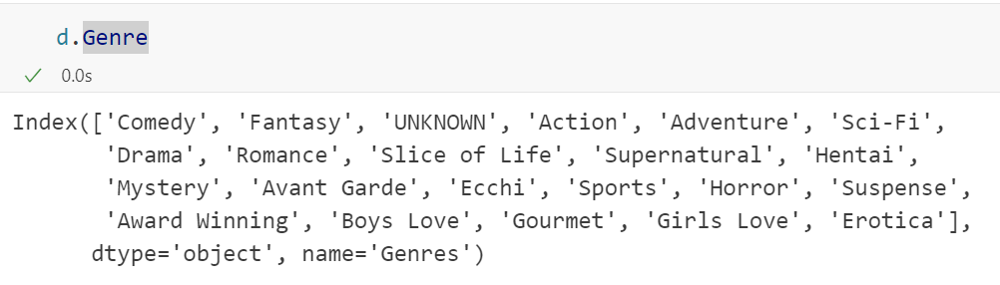 d.Genre
0.0s
Index(['Comedy', 'Fantasy', 'UNKNOWN', 'Action', 'Adventure', 'Sci-Fi',
'Drama', 'Romance', 'Slice of Life', 'Supernatural', 'Hentai',
'Mystery', 'Avant Garde', 'Ecchi', 'Sports', 'Horror', 'Suspense',
'Award Winning', 'Boys Love', 'Gourmet', 'Girls Love', 'Erotica'],
dtype='object', name='Genres')